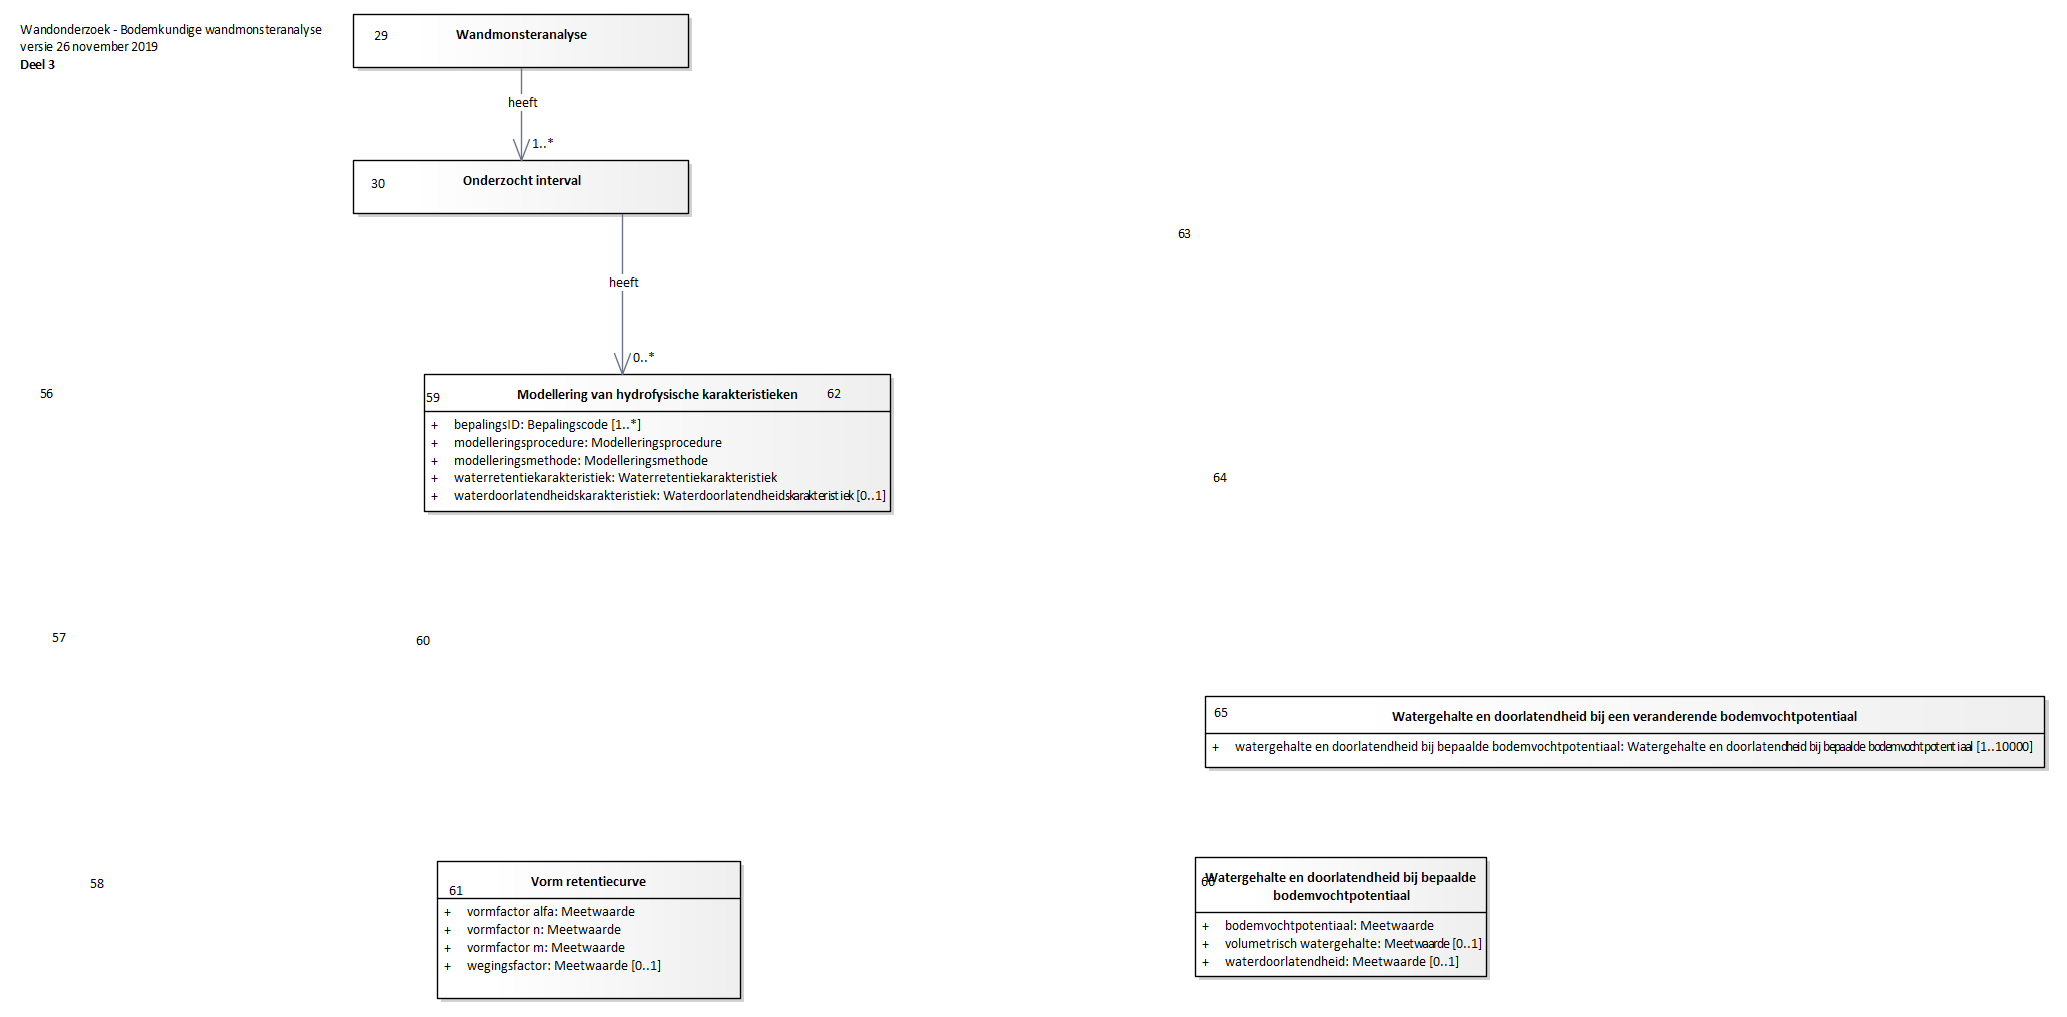 Wandonderzoek - Bodemkundige wandmonsteranalyse
versie 26 november 2019
Deel 3
29
Wandmonsteranalyse
heeft
1..*
30
Onderzocht interval
63
heeft
0..*
56
59
Modellering van hydrofysische karakteristieken
62
+ bepalingsID: Bepalingscode [1..*]
+ modelleringsprocedure: Modelleringsprocedure
+ modelleringsmethode: Modelleringsmethode
+ waterretentiekarakteristiek: Waterretentiekarakteristiek
+ waterdoorlatendheidskarakteristiek: Waterdoorlatendheidskarakteristiek [0..1]
64
57
60
65
Watergehalte en doorlatendheid bij een veranderende bodemvochtpotentiaal
+ watergehalte en doorlatendheid bij bepaalde bodemvochtpotentiaal: Watergehalte en doorlatendheid bij bepaalde bodemvochtpotentiaal [1..10000]
58
61
Vorm retentiecurve
+ vormfactor alfa: Meetwaarde
+ vormfactor n: Meetwaarde
+ vormfactor m: Meetwaarde
+ wegingsfactor: Meetwaarde [0..1]
66
Watergehalte en doorlatendheid bij bepaalde
bodemvochtpotentiaal
+ bodemvochtpotentiaal: Meetwaarde
+ volumetrisch watergehalte: Meetwaarde [0..1]
+ waterdoorlatendheid: Meetwaarde [0..1]